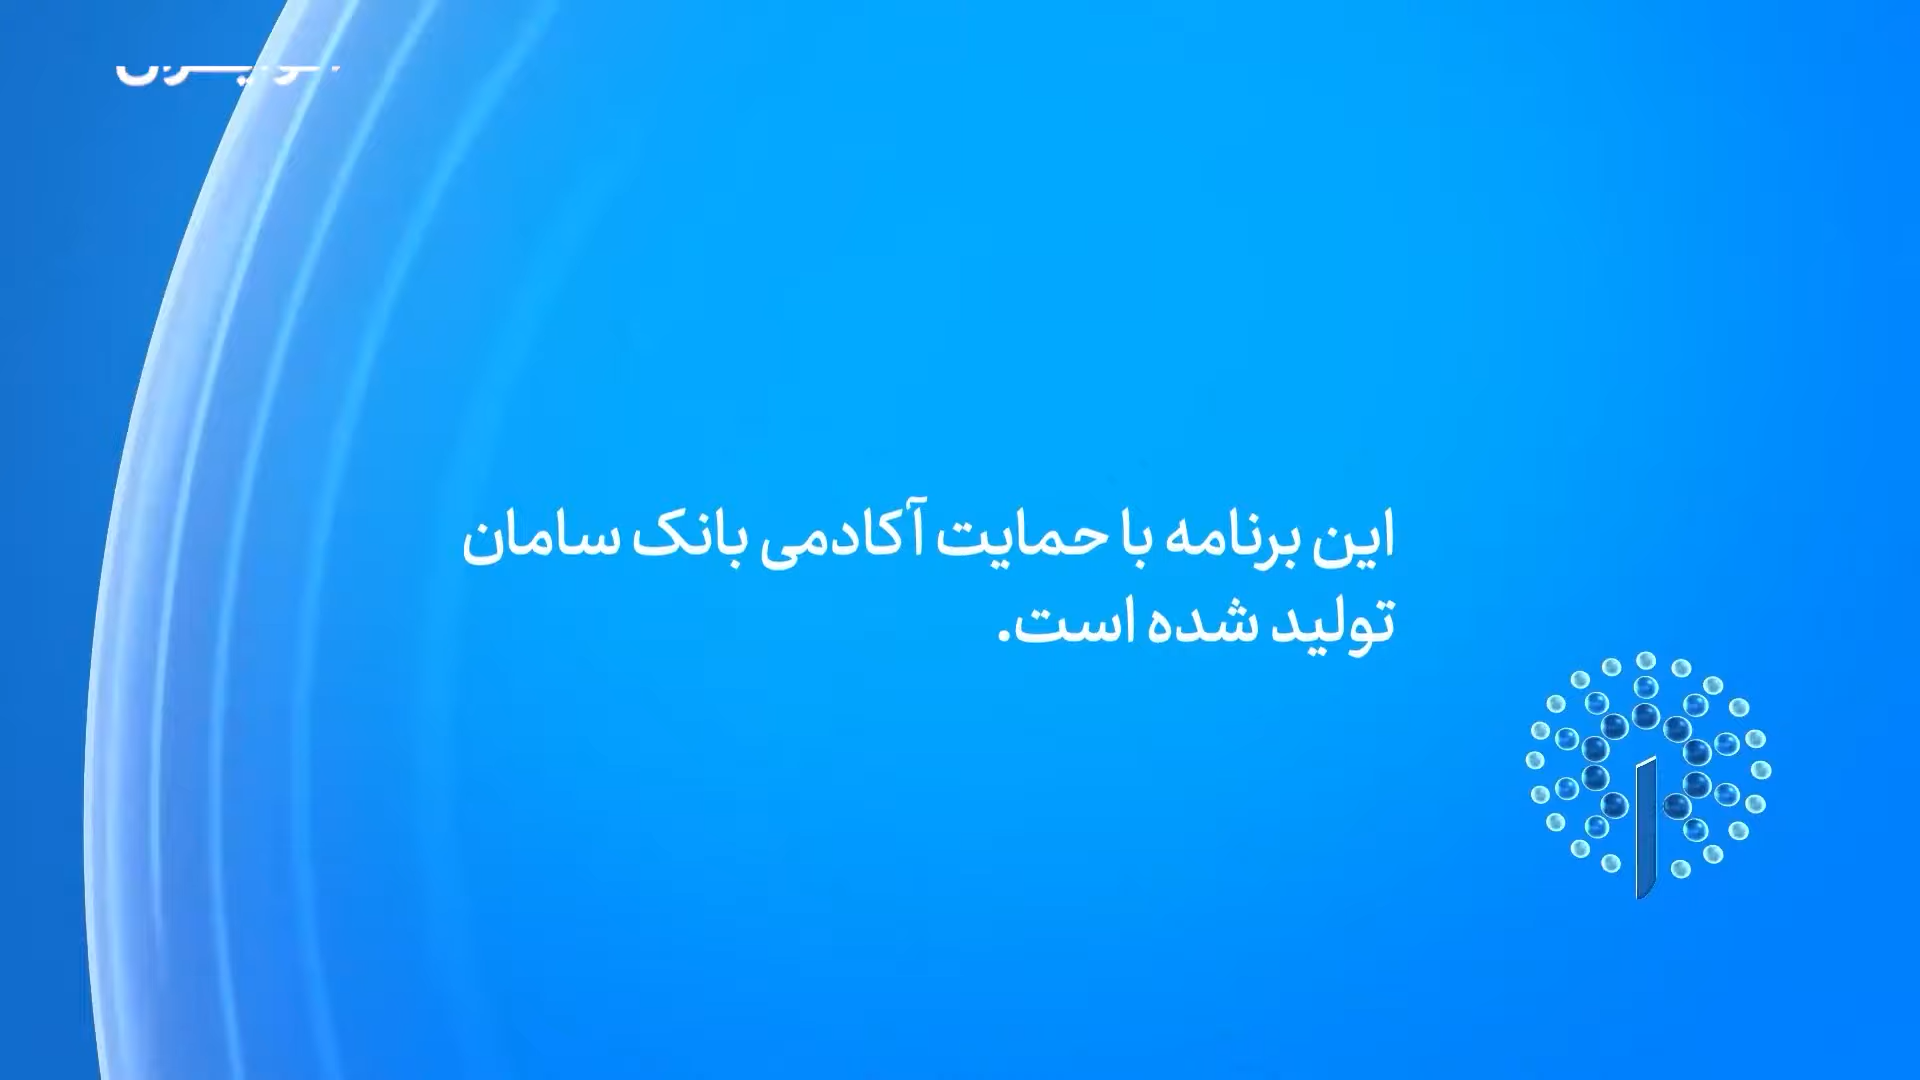 این برنامه با حمایت آکادمی بانک سامان
تولید شده است.